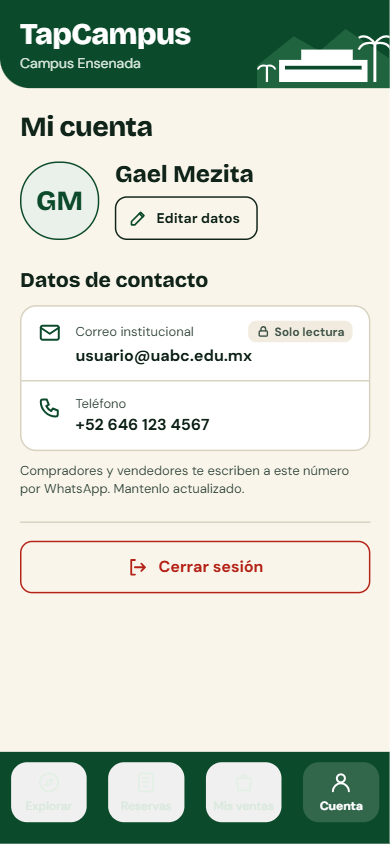 TapCampus
Campus Ensenada
Mi cuenta
GM
Gael Mezita
Editar datos
Datos de contacto
Correo institucional
Solo lectura
usuario@uabc.edu.mx
Teléfono
+52 646 123 4567
Compradores y vendedores te escriben a este número
por WhatsApp. Mantenlo actualizado.
Cerrar sesión
Explorar
Reservas
Mis ventas
Cuenta